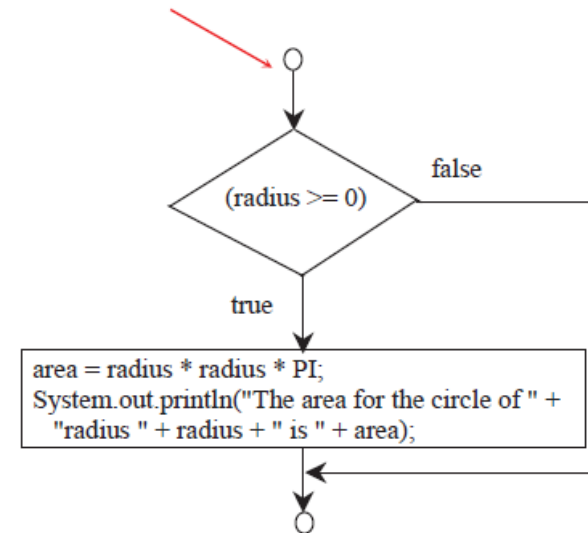 (radius >= 0)
false
true
area = radius * radius * PI;
System.out.println("The area for the circle of " +
"radius " + radius + " is " + area);